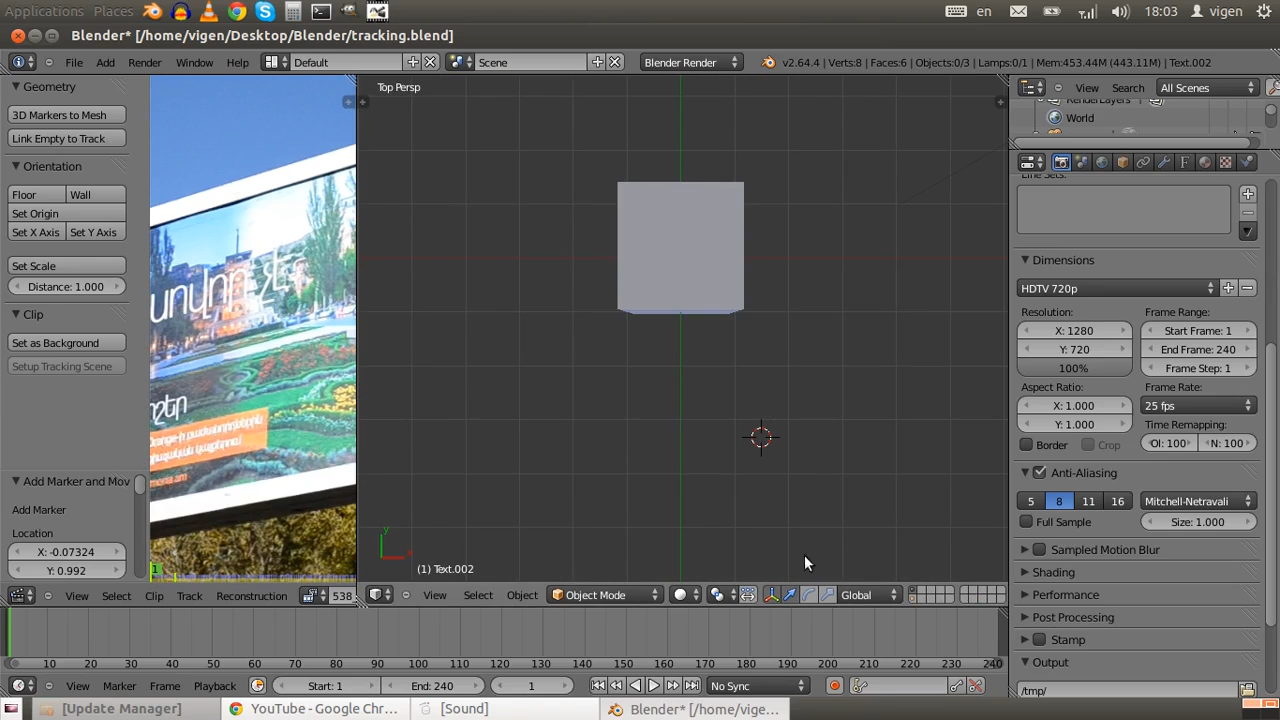 Applications Places en 18:03 vigen
Blender* [/home/vigen/Desktop/Blender/tracking.blend]
File Add Render Window Help Default Scene Blender Render v2.64.4 | Verts:8 | Faces:6 | Objects:0/3 | Lamps:0/1 | Mem:453.44M (443.11M) | Text.002
Geometry
3D Markers to Mesh
Link Empty to Track
Orientation
Floor Wall
Set Origin
Set X Axis Set Y Axis
Set Scale
Distance: 1.000
Clip
Set as Background
Setup Tracking Scene
Add Marker and Mov
Add Marker
Location
X: -0.07324
Y: 0.992
1
View Select Clip Track Reconstruction 538
Top Persp
y
x
(1) Text.002
View Select Object Object Mode Global
View Search All Scenes
RenderLayers
World
Line Sets:
Dimensions
HDTV 720p
Resolution: Frame Range:
X: 1280 Start Frame: 1
Y: 720 End Frame: 240
100% Frame Step: 1
Aspect Ratio: Frame Rate:
X: 1.000 25 fps
Y: 1.000 Time Remapping:
Border Crop Ol: 100 N: 100
Anti-Aliasing
5 8 11 16 Mitchell-Netravali
Full Sample Size: 1.000
Sampled Motion Blur
Shading
Performance
Post Processing
Stamp
Output
/tmp/
10 20 30 40 50 60 70 80 90 100 110 120 130 140 150 160 170 180 190 200 210 220 230 240
View Marker Frame Playback Start: 1 End: 240 1 No Sync
[Update Manager] YouTube - Google Chr... [Sound] Blender* [/home/vige...